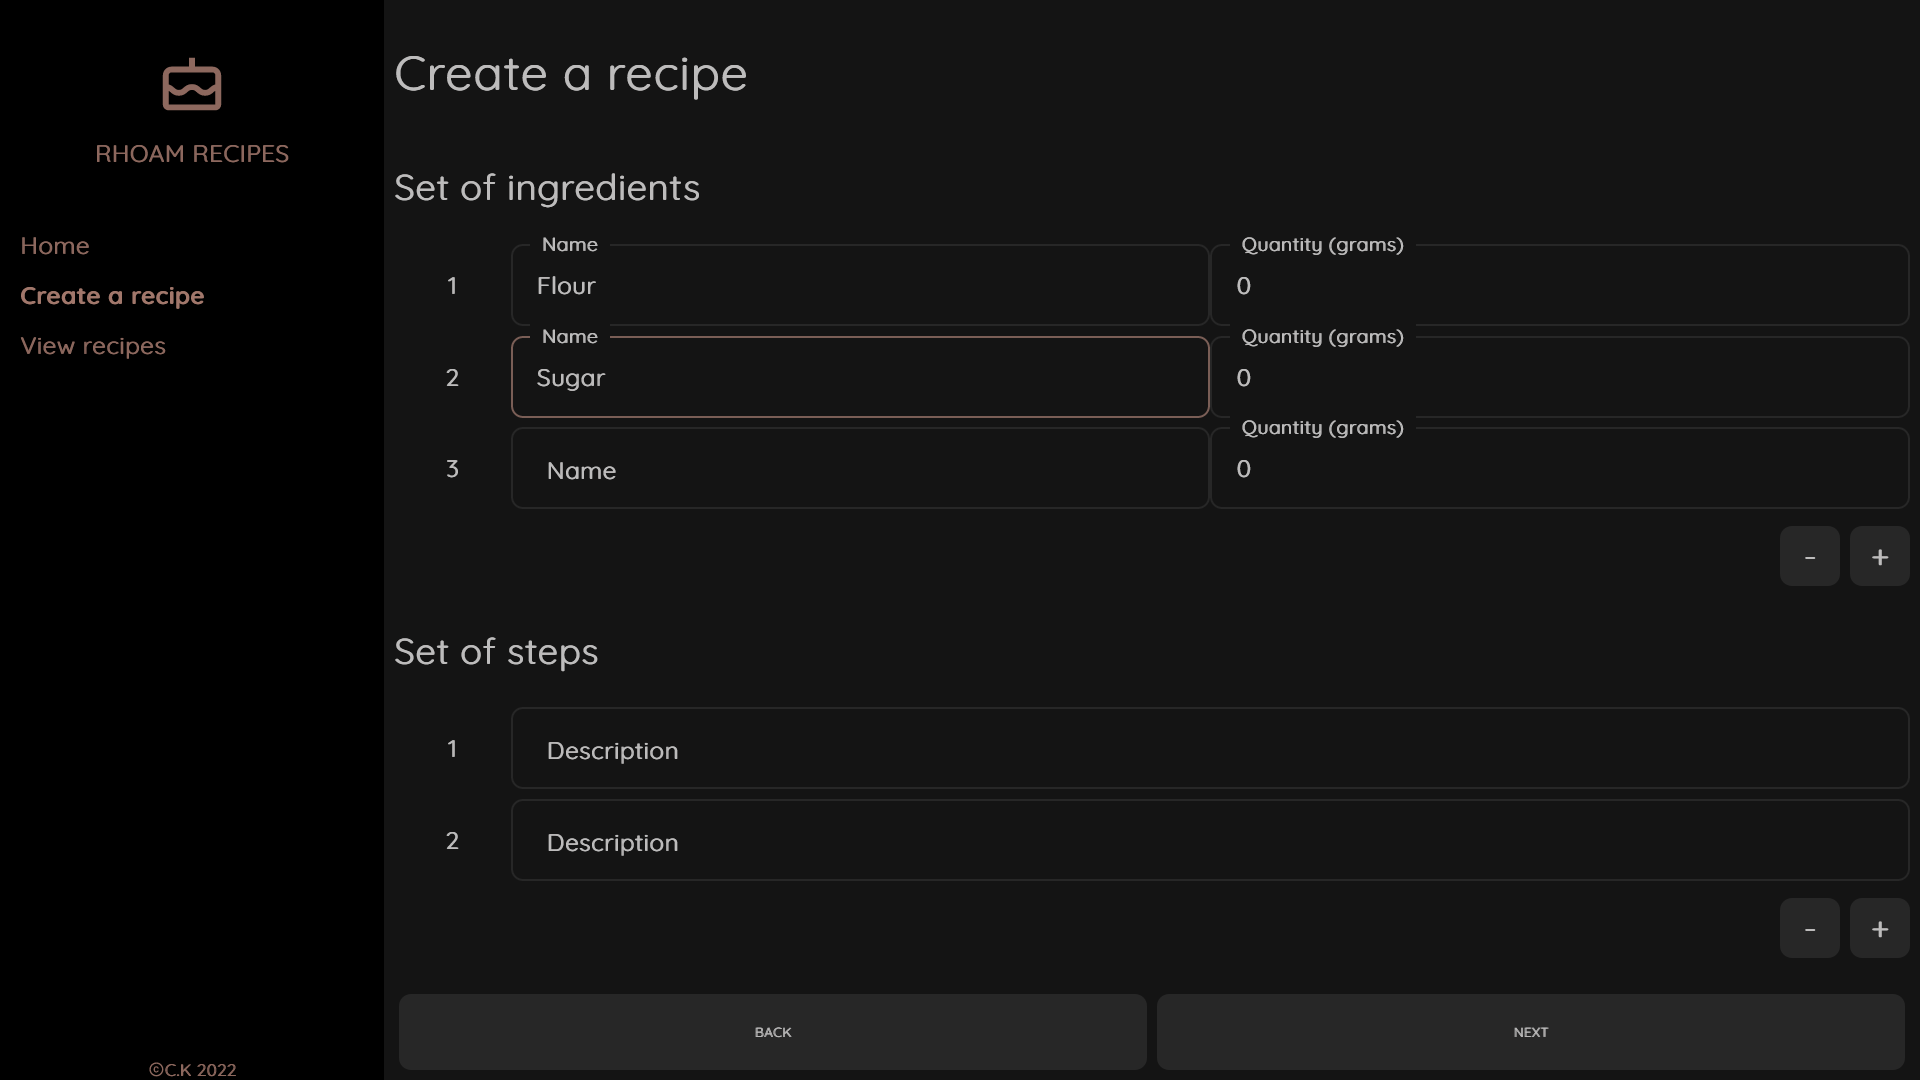 RHOAM RECIPES
Home
Create a recipe
View recipes
©C.K 2022
Create a recipe
Set of ingredients
Name
Quantity (grams)
1
Flour
0
Name
Quantity (grams)
2
Sugar
0
Quantity (grams)
3
Name
0
-
+
Set of steps
1
Description
2
Description
-
+
BACK
NEXT